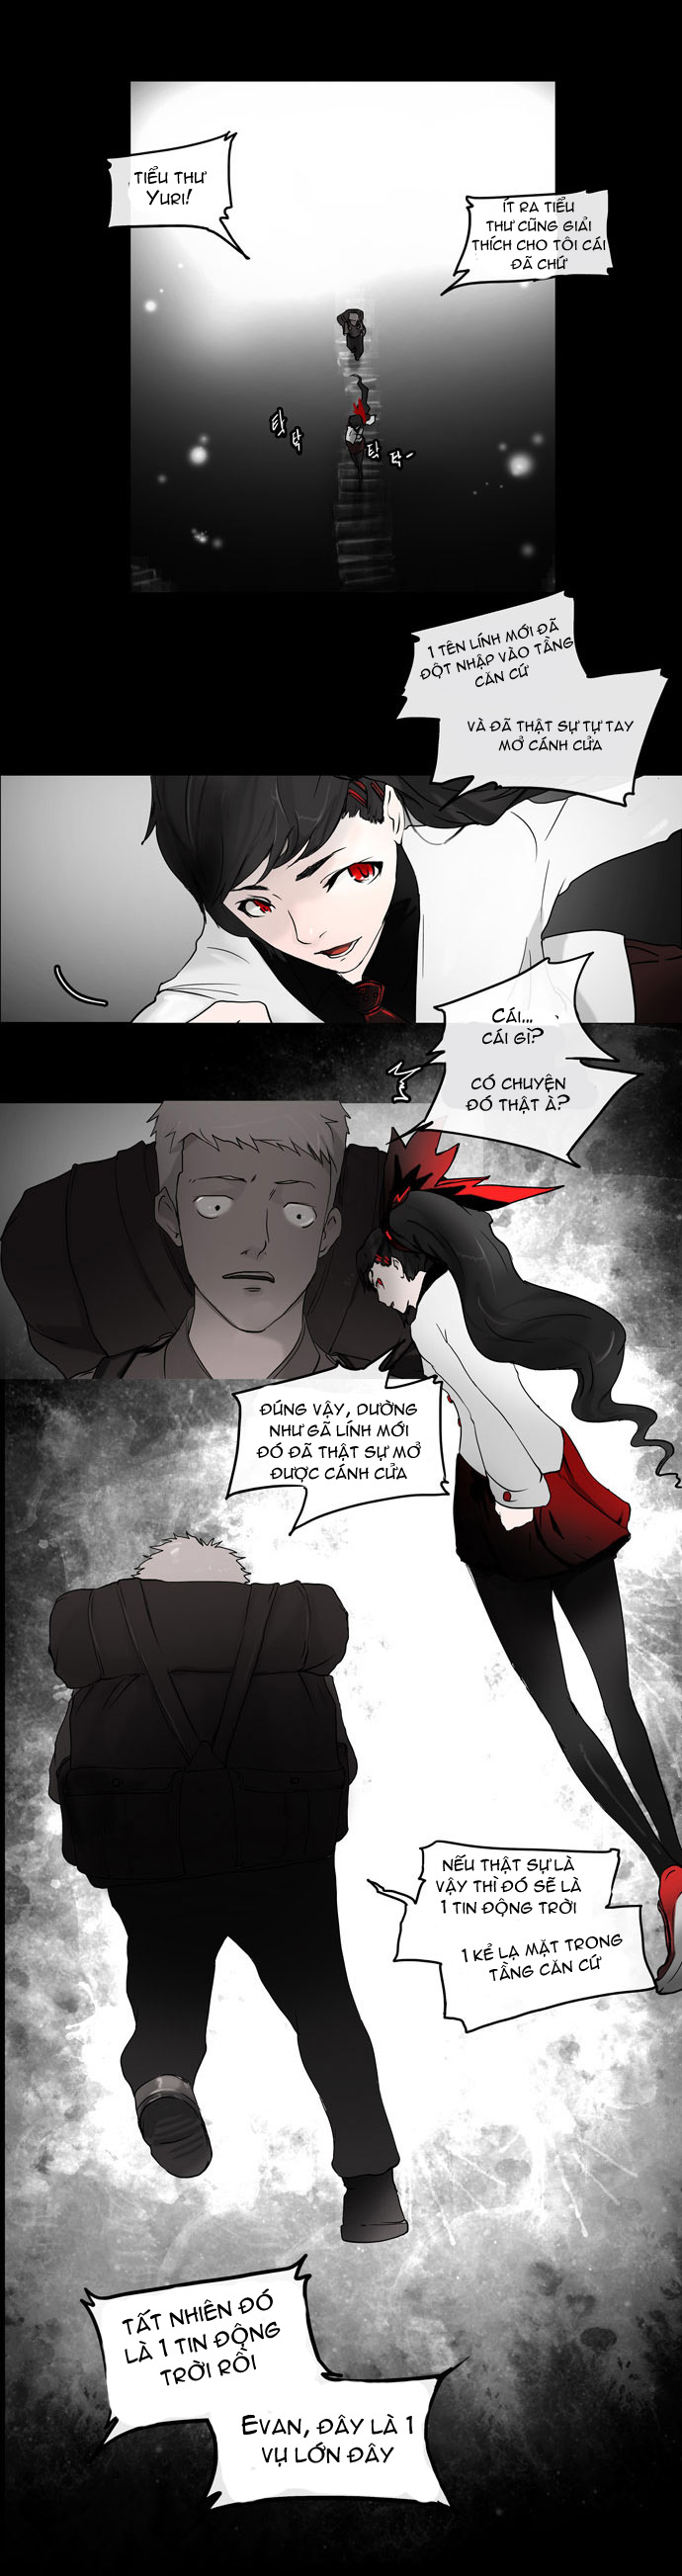 TIỂU THƯ
YURI!
ÍT RA TIỂU
THƯ CŨNG GIẢI
THÍCH CHO TÔI CÁI
ĐÃ CHỨ
탁
탁
탁
탁~
1 TÊN LÍNH MỚI ĐÃ
ĐỘT NHẬP VÀO TẦNG
CĂN CỨ
VÀ ĐÃ THẬT SỰ TỰ TAY
MỞ CÁNH CỬA
CÁI...
CÁI GÌ?
CÓ CHUYỆN
ĐÓ THẬT À?
ĐÚNG VẬY, DƯỜNG
NHƯ GÃ LÍNH MỚI
ĐÓ ĐÃ THẬT SỰ MỞ
ĐƯỢC CÁNH CỬA
NẾU THẬT SỰ LÀ
VẬY THÌ ĐÓ SẼ LÀ
1 TIN ĐỘNG TRỜI
1 KẺ LẠ MẶT TRONG
TẦNG CĂN CỨ
TẤT NHIÊN ĐÓ
LÀ 1 TIN ĐỘNG
TRỜI RỒI
EVAN, ĐÂY LÀ 1
VỤ LỚN ĐÂY